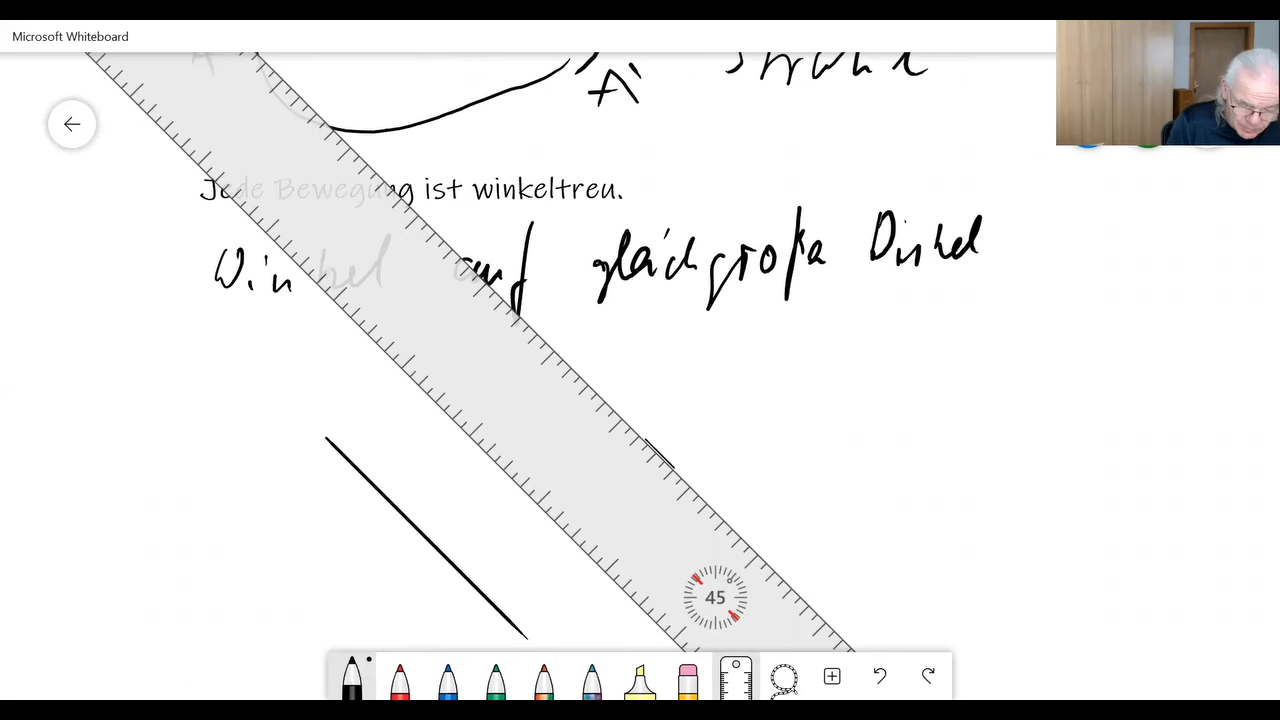 Microsoft Whiteboard
A' Strahl
Jede Bewegung ist winkeltreu.
Winkel auf gleichgroße Winkel
45